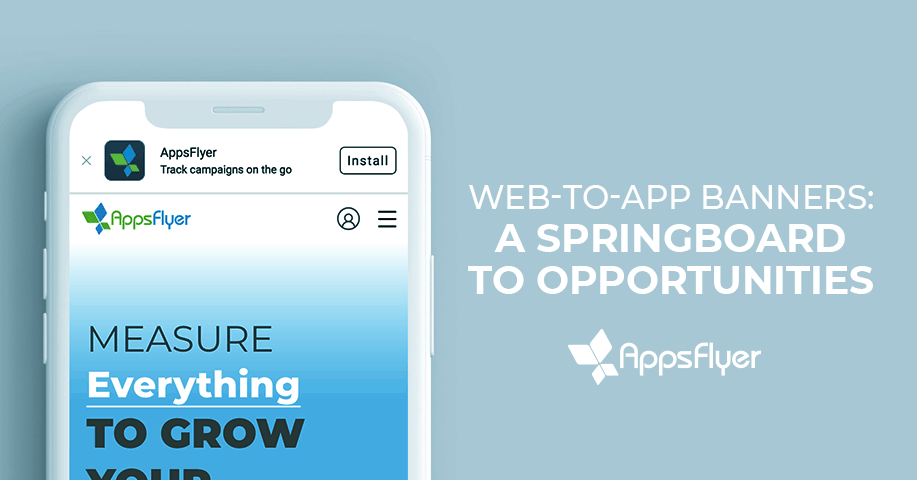 AppsFlyer
Track campaigns on the go
Install
AppsFlyer
MEASURE
Everything
TO GROW
YOUR
WEB-TO-APP BANNERS:
A SPRINGBOARD
TO OPPORTUNITIES
AppsFlyer